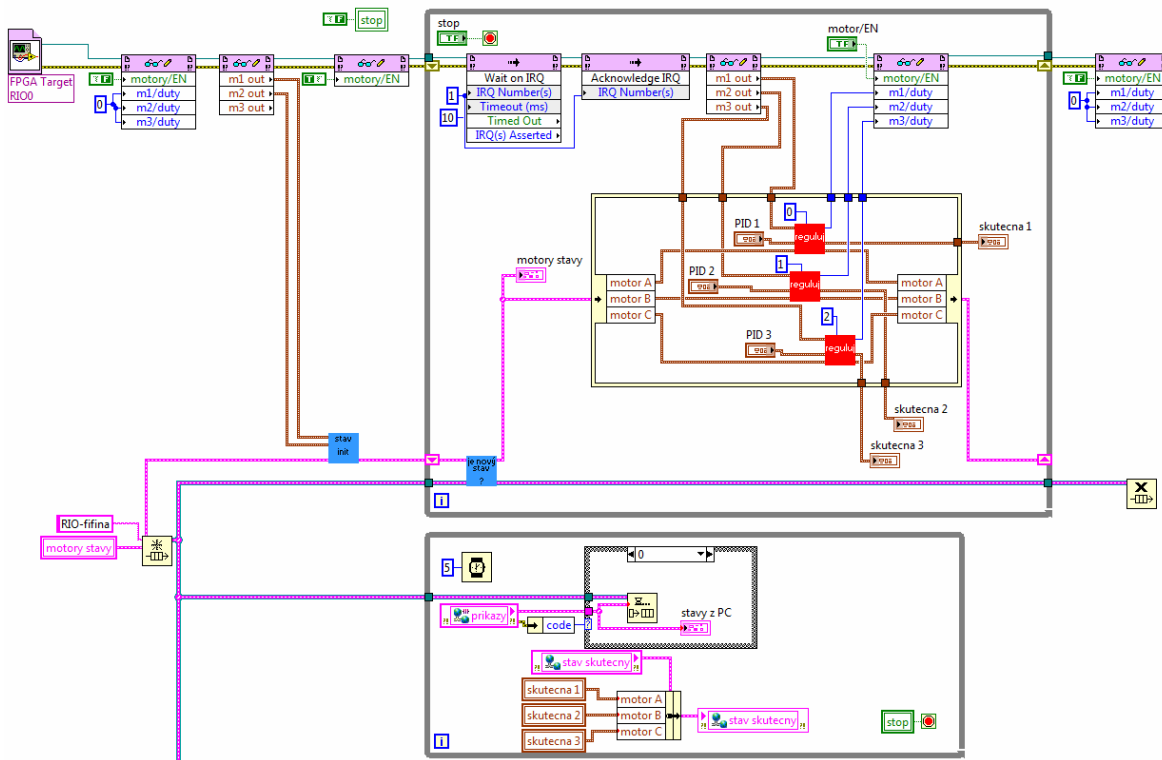 stop
FPGA Target
RIO0
F
motory/EN
0
m1/duty
m2/duty
m3/duty
m1 out
m2 out
m3 out
T
motory/EN
stop
TF
Wait on IRQ
1
IRQ Number(s)
10
Timeout (ms)
Timed Out
IRQ(s) Asserted
Acknowledge IRQ
IRQ Number(s)
m1 out
m2 out
m3 out
motor/EN
TF
motory/EN
m1/duty
m2/duty
m3/duty
F
motory/EN
0
m1/duty
m2/duty
m3/duty
0
PID 1
reguluj
skutecna 1
motory stavy
1
PID 2
reguluj
motor A
motor B
motor C
motor A
motor B
motor C
2
PID 3
reguluj
skutecna 2
skutecna 3
stav
init
je nový
stav
?
i
RIO-fifina
motory stavy
5
0
prikazy
code
?
stavy z PC
stav skutecny
skutecna 1
skutecna 2
skutecna 3
motor A
motor B
motor C
stav skutecny
stop
i